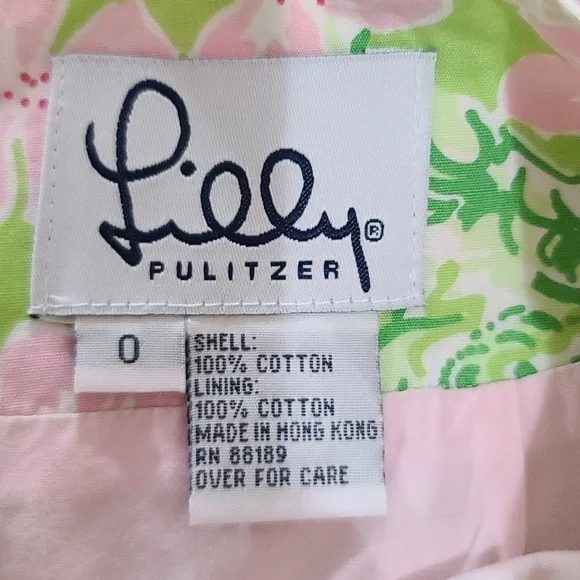 Lilly®
PULITZER
0
SHELL:
100% COTTON
LINING:
100% COTTON
MADE IN HONG KONG
RN 88189
OVER FOR CARE